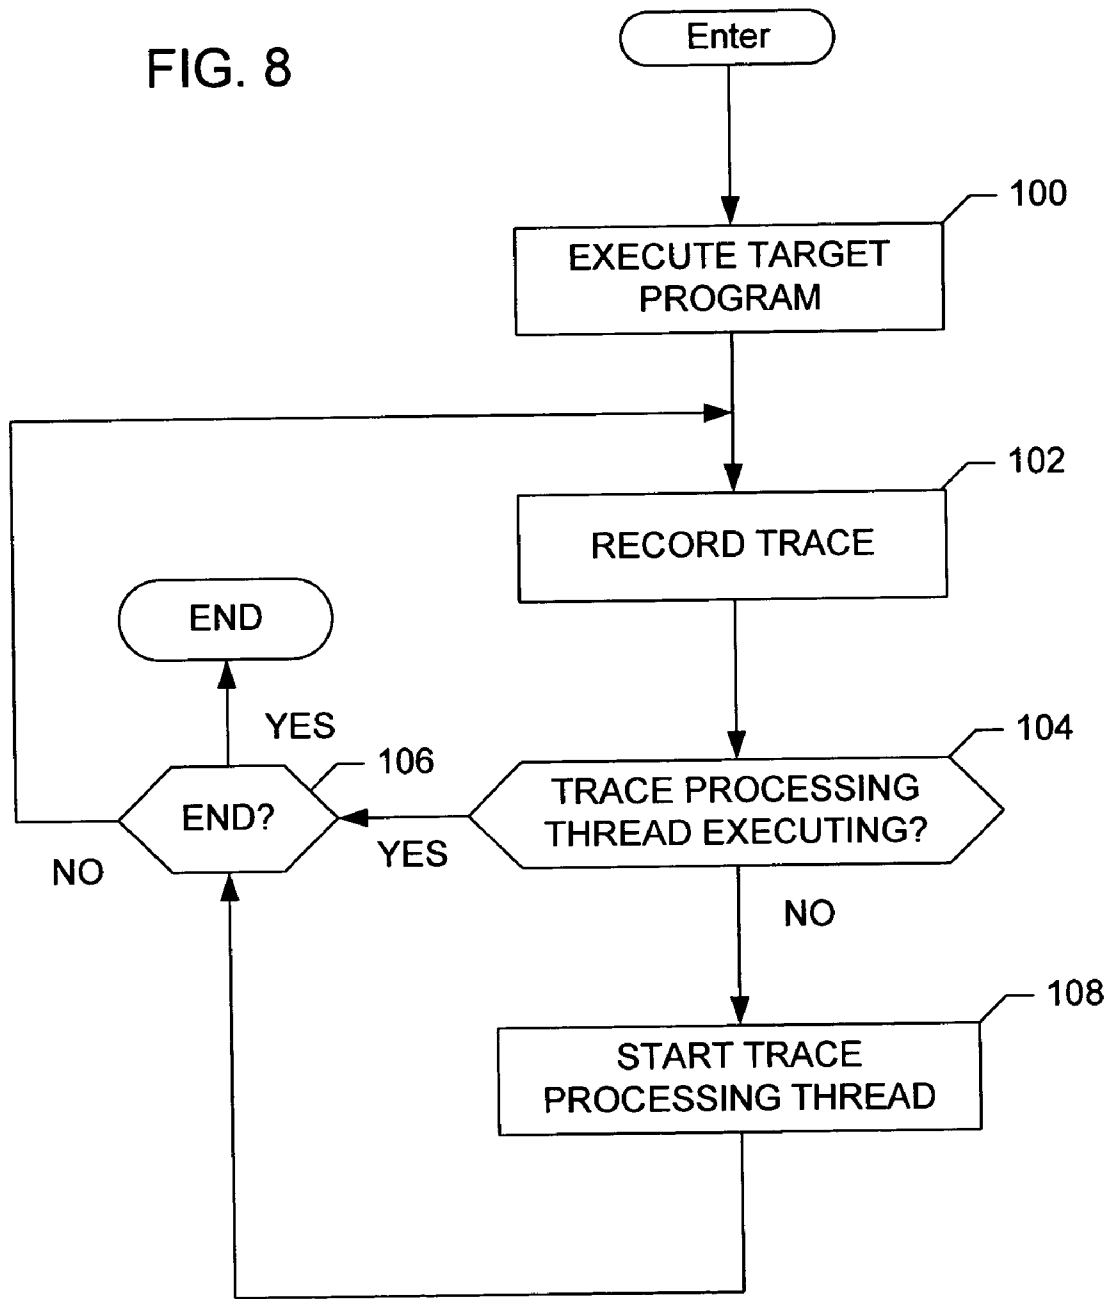 FIG. 8
Enter
100
EXECUTE TARGET
PROGRAM
102
RECORD TRACE
END
YES
106
END?
NO
YES
104
TRACE PROCESSING
THREAD EXECUTING?
NO
108
START TRACE
PROCESSING THREAD